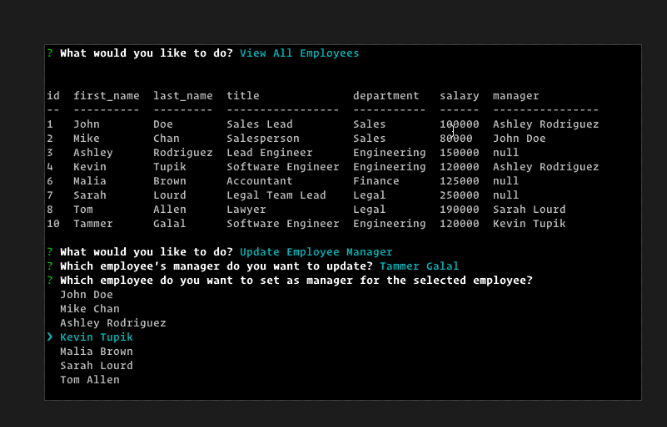 ? What would you like to do? View All Employees
id  first_name  last_name  title              department   salary  manager
--  ----------  ---------  -----------------  -----------  ------  ----------------
1   John        Doe        Sales Lead         Sales        100000  Ashley Rodriguez
2   Mike        Chan       Salesperson        Sales        80000   John Doe
3   Ashley      Rodriguez  Lead Engineer      Engineering  150000  null
4   Kevin       Tupik      Software Engineer  Engineering  120000  Ashley Rodriguez
6   Malia       Brown      Accountant         Finance      125000  null
7   Sarah       Lourd      Legal Team Lead    Legal        250000  null
8   Tom         Allen      Lawyer             Legal        190000  Sarah Lourd
10  Tammer      Galal      Software Engineer  Engineering  120000  Kevin Tupik
? What would you like to do? Update Employee Manager
? Which employee's manager do you want to update? Tammer Galal
? Which employee do you want to set as manager for the selected employee?
John Doe
Mike Chan
Ashley Rodriguez
❯ Kevin Tupik
Malia Brown
Sarah Lourd
Tom Allen